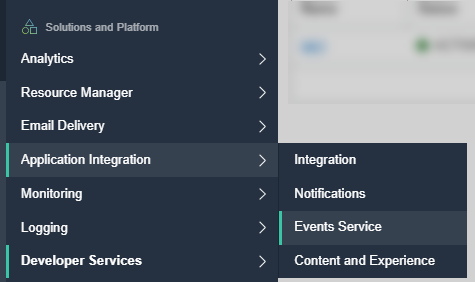 Solutions and Platform
Analytics
Resource Manager
Email Delivery
Application Integration
Monitoring
Logging
Developer Services
Integration
Notifications
Events Service
Content and Experience